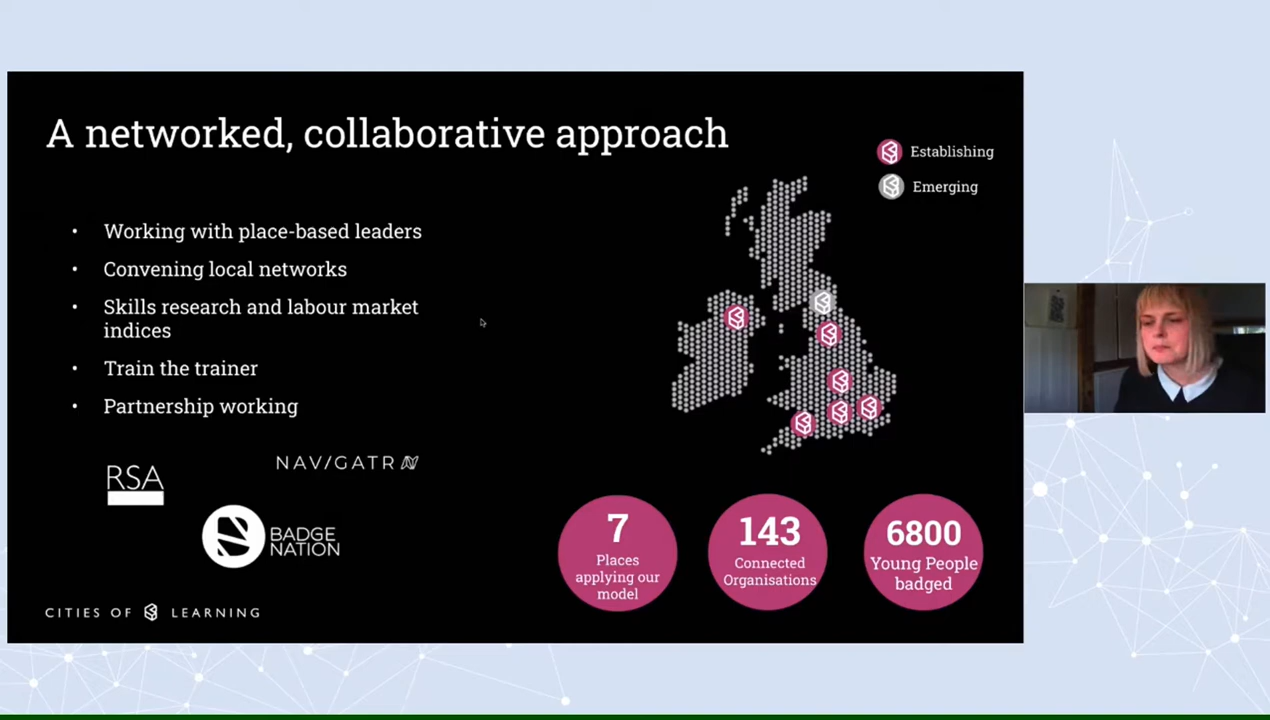 A networked, collaborative approach
Establishing
Emerging
• Working with place-based leaders
• Convening local networks
• Skills research and labour market
indices
• Train the trainer
• Partnership working
RSA
NAV/GATR
BADGE
NATION
7
Places
applying our
model
143
Connected
Organisations
6800
Young People
badged
CITIES OF LEARNING